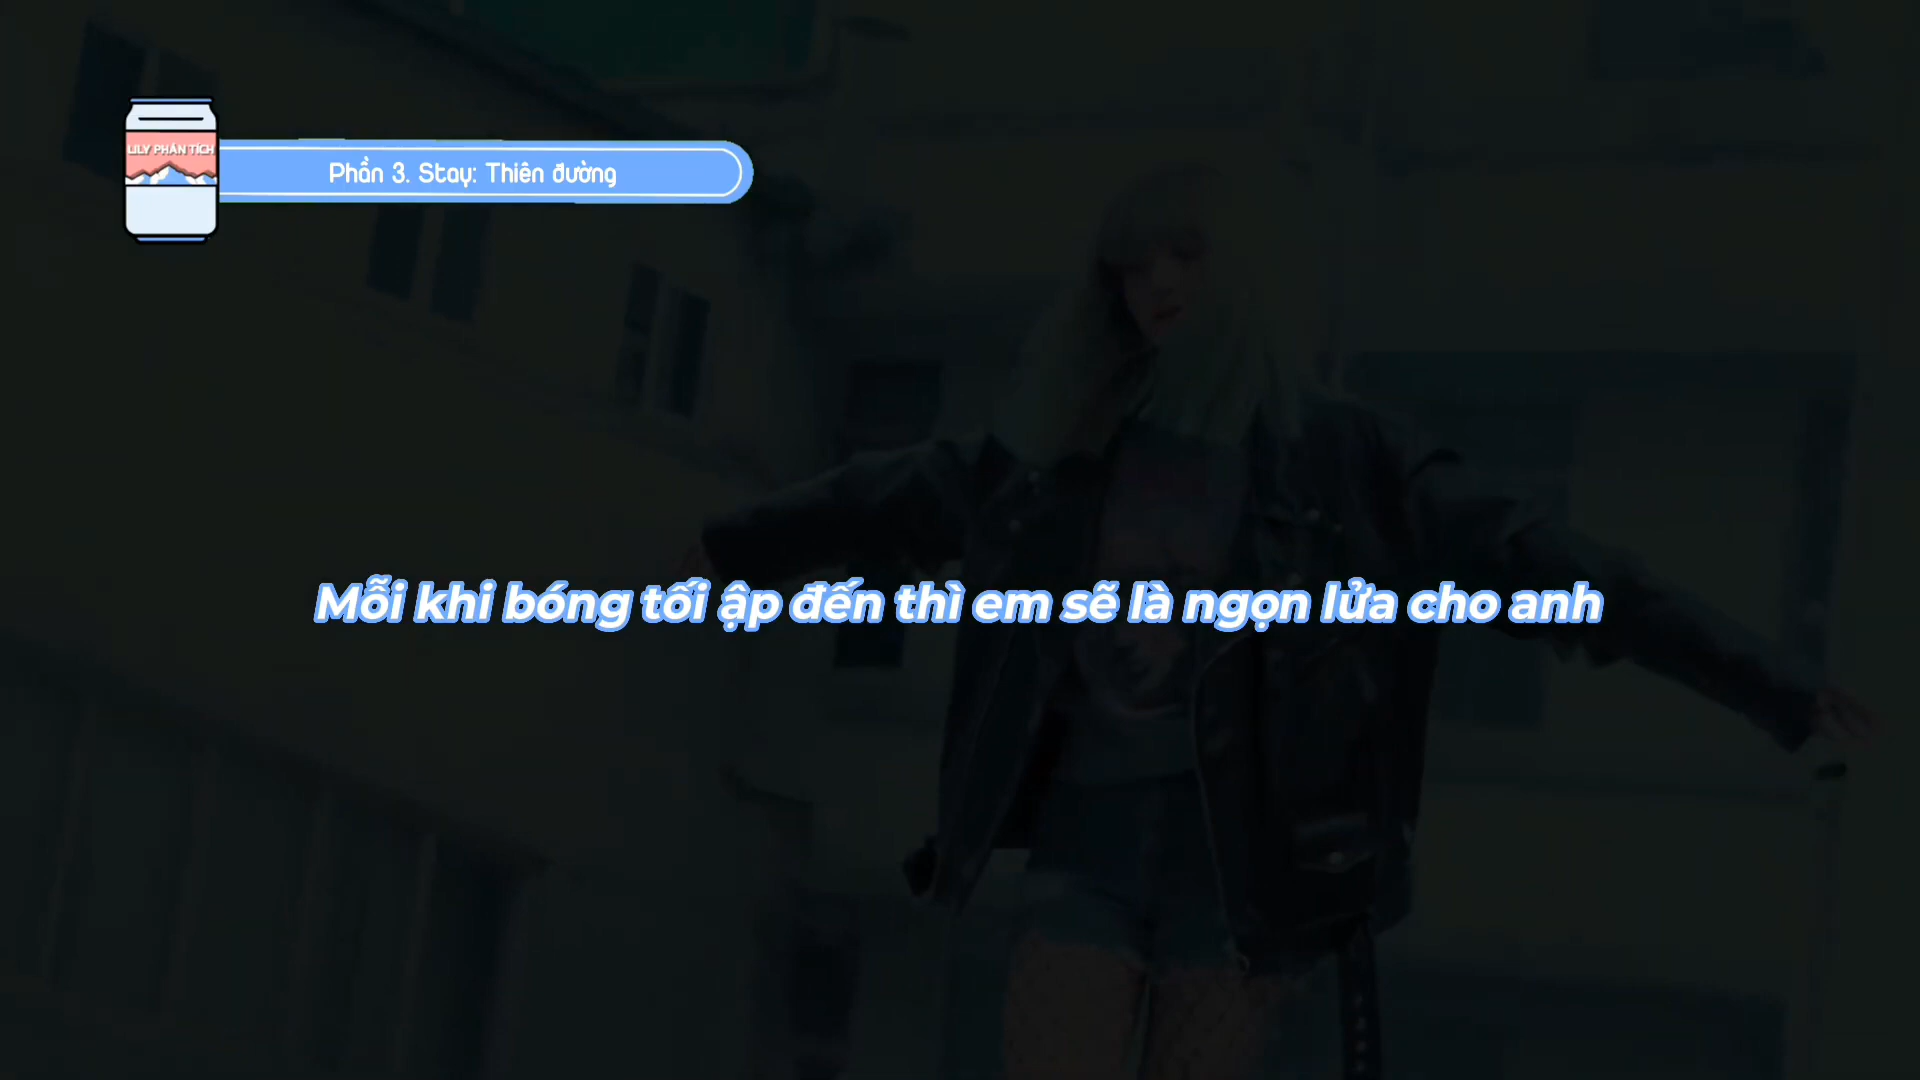 LILY PHÂN TÍCH
Phần 3. Stay: Thiên đường
Mỗi khi bóng tối ập đến thì em sẽ là ngọn lửa cho anh